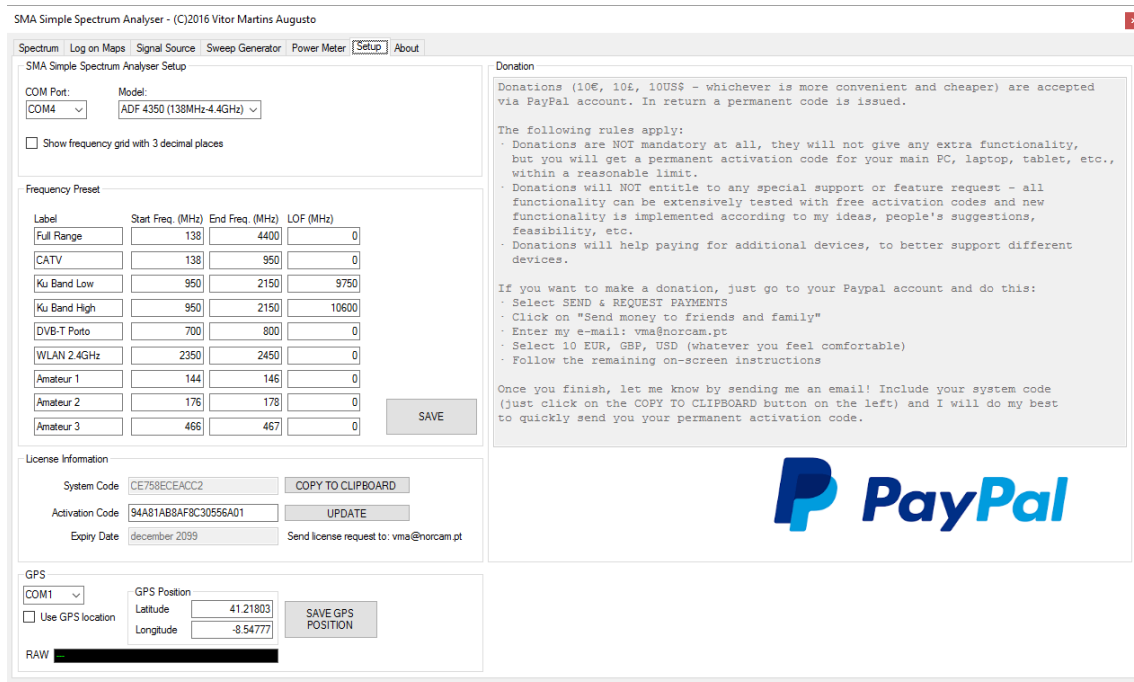 SMA Simple Spectrum Analyser - (C)2016 Vitor Martins Augusto
Spectrum Log on Maps Signal Source Sweep Generator Power Meter Setup About
SMA Simple Spectrum Analyser Setup
COM Port: Model:
COM4 ADF 4350 (138MHz-4.4GHz)
Show frequency grid with 3 decimal places
Frequency Preset
Label Start Freq. (MHz) End Freq. (MHz) LOF (MHz)
Full Range 138 4400 0
CATV 138 950 0
Ku Band Low 950 2150 9750
Ku Band High 950 2150 10600
DVB-T Porto 700 800 0
WLAN 2.4GHz 2350 2450 0
Amateur 1 144 146 0
Amateur 2 176 178 0
Amateur 3 466 467 0
SAVE
License Information
System Code CE758ECEACC2 COPY TO CLIPBOARD
Activation Code 94A81AB8AF8C30556A01 UPDATE
Expiry Date december 2099 Send license request to: vma@norcam.pt
GPS
COM1
Use GPS location
GPS Position
Latitude 41.21803
Longitude -8.54777
SAVE GPS
POSITION
RAW ---
Donation
Donations (10€, 10£, 10US$ - whichever is more convenient and cheaper) are accepted
via PayPal account. In return a permanent code is issued.
The following rules apply:
· Donations are NOT mandatory at all, they will not give any extra functionality,
but you will get a permanent activation code for your main PC, laptop, tablet, etc.,
within a reasonable limit.
· Donations will NOT entitle to any special support or feature request - all
functionality can be extensively tested with free activation codes and new
functionality is implemented according to my ideas, people's suggestions,
feasibility, etc.
· Donations will help paying for additional devices, to better support different
devices.
If you want to make a donation, just go to your Paypal account and do this:
· Select SEND & REQUEST PAYMENTS
· Click on "Send money to friends and family"
· Enter my e-mail: vma@norcam.pt
· Select 10 EUR, GBP, USD (whatever you feel comfortable)
· Follow the remaining on-screen instructions
Once you finish, let me know by sending me an email! Include your system code
(just click on the COPY TO CLIPBOARD button on the left) and I will do my best
to quickly send you your permanent activation code.
PayPal